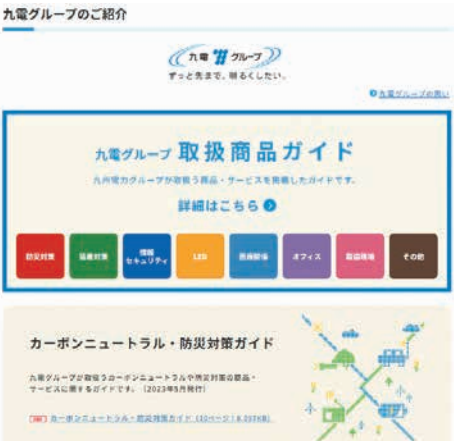 九電グループのご紹介
九電 グループ
ずっと先まで、明るくしたい。
九電グループの思い
九電グループ 取扱商品ガイド
九州電力グループが取扱う商品・サービスを掲載したガイドです。
詳細はこちら
防災対策
猛暑対策
情報
セキュリティ
LED
医療関係
オフィス
製造現場
その他
カーボンニュートラル・防災対策ガイド
九電グループが取扱うカーボンニュートラルや防災対策の商品・
サービスに関するガイドです。（2023年5月発行）
カーボンニュートラル・防災対策ガイド